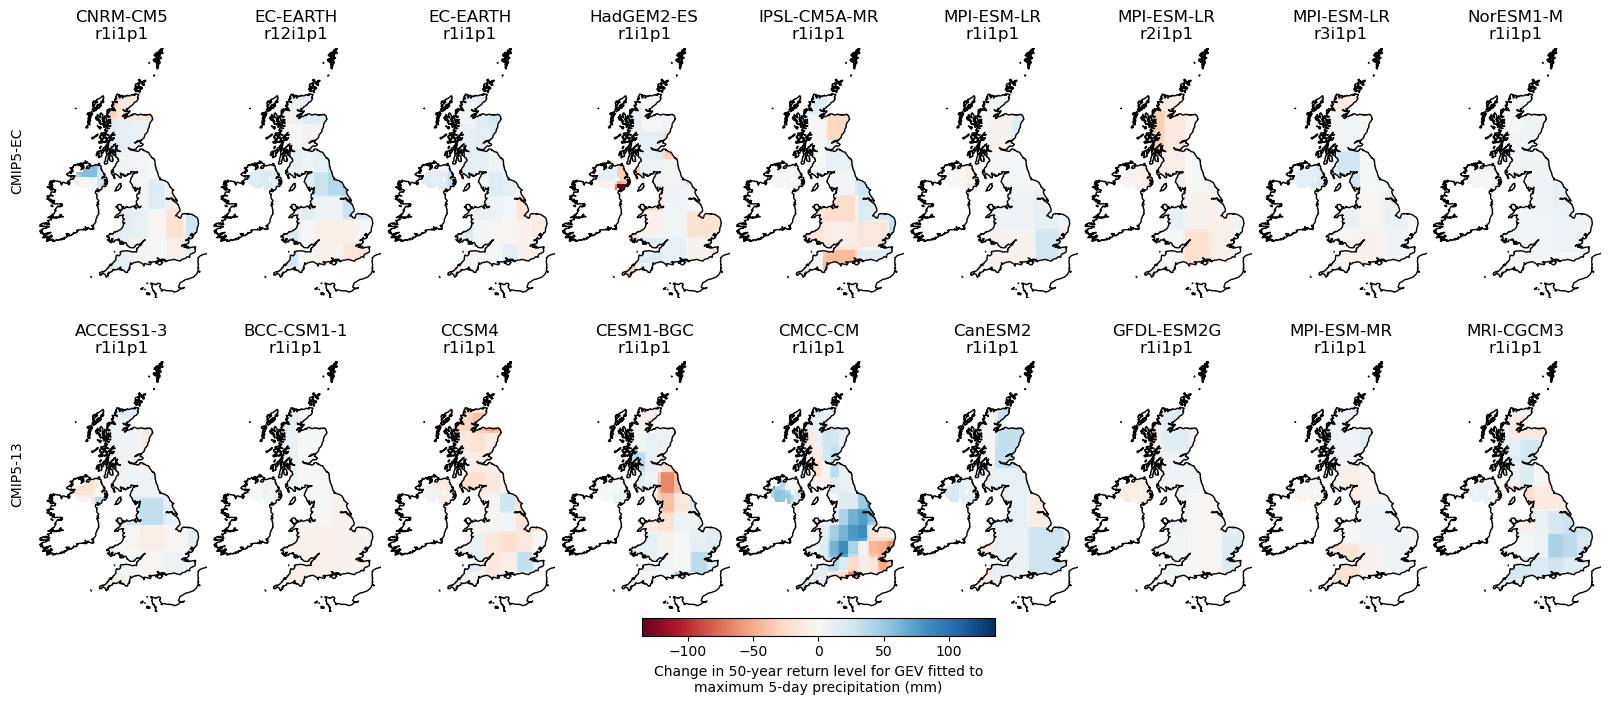 CNRM-CM5
r1i1p1
EC-EARTH
r12i1p1
EC-EARTH
r1i1p1
HadGEM2-ES
r1i1p1
IPSL-CM5A-MR
r1i1p1
MPI-ESM-LR
r1i1p1
MPI-ESM-LR
r2i1p1
MPI-ESM-LR
r3i1p1
NorESM1-M
r1i1p1
CMIP5-EC
ACCESS1-3
r1i1p1
BCC-CSM1-1
r1i1p1
CCSM4
r1i1p1
CESM1-BGC
r1i1p1
CMCC-CM
r1i1p1
CanESM2
r1i1p1
GFDL-ESM2G
r1i1p1
MPI-ESM-MR
r1i1p1
MRI-CGCM3
r1i1p1
CMIP5-13
−100 −50 0 50 100
Change in 50-year return level for GEV fitted to
maximum 5-day precipitation (mm)